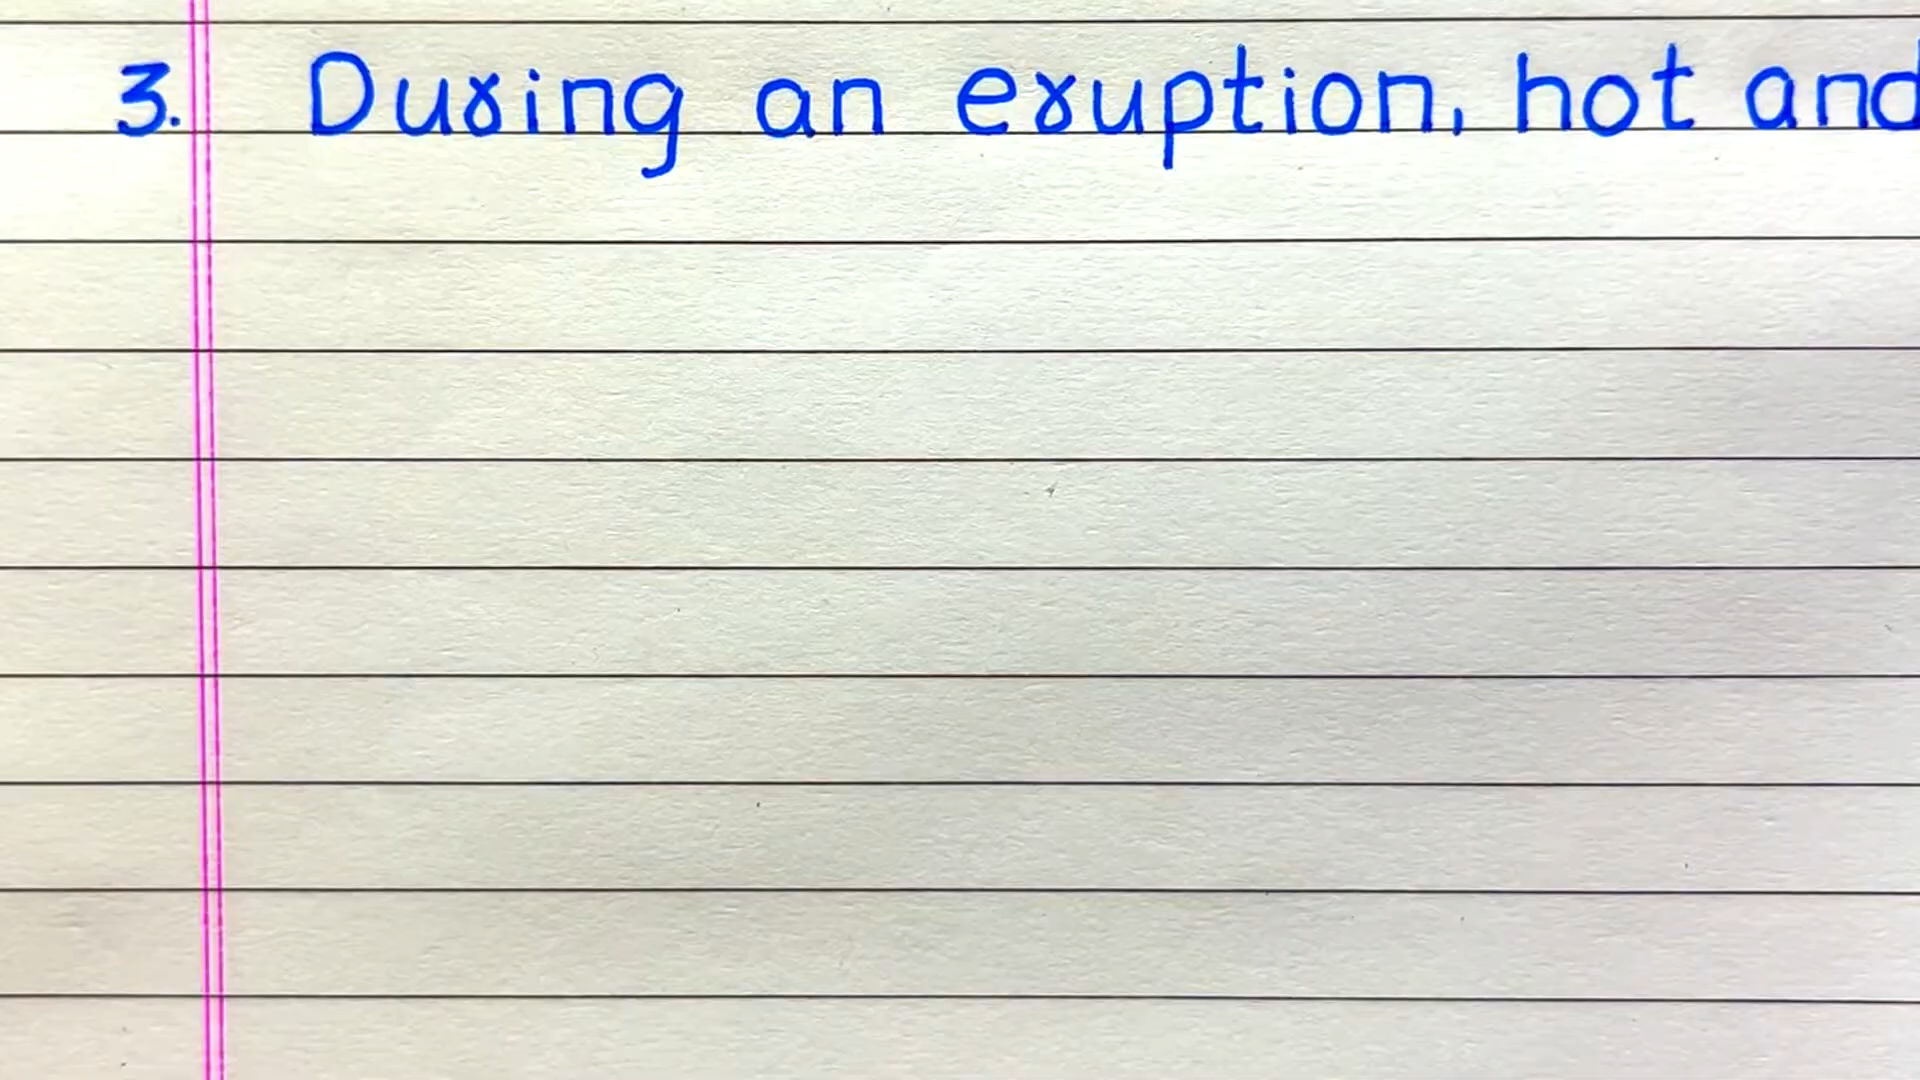 3. During an eruption, hot and